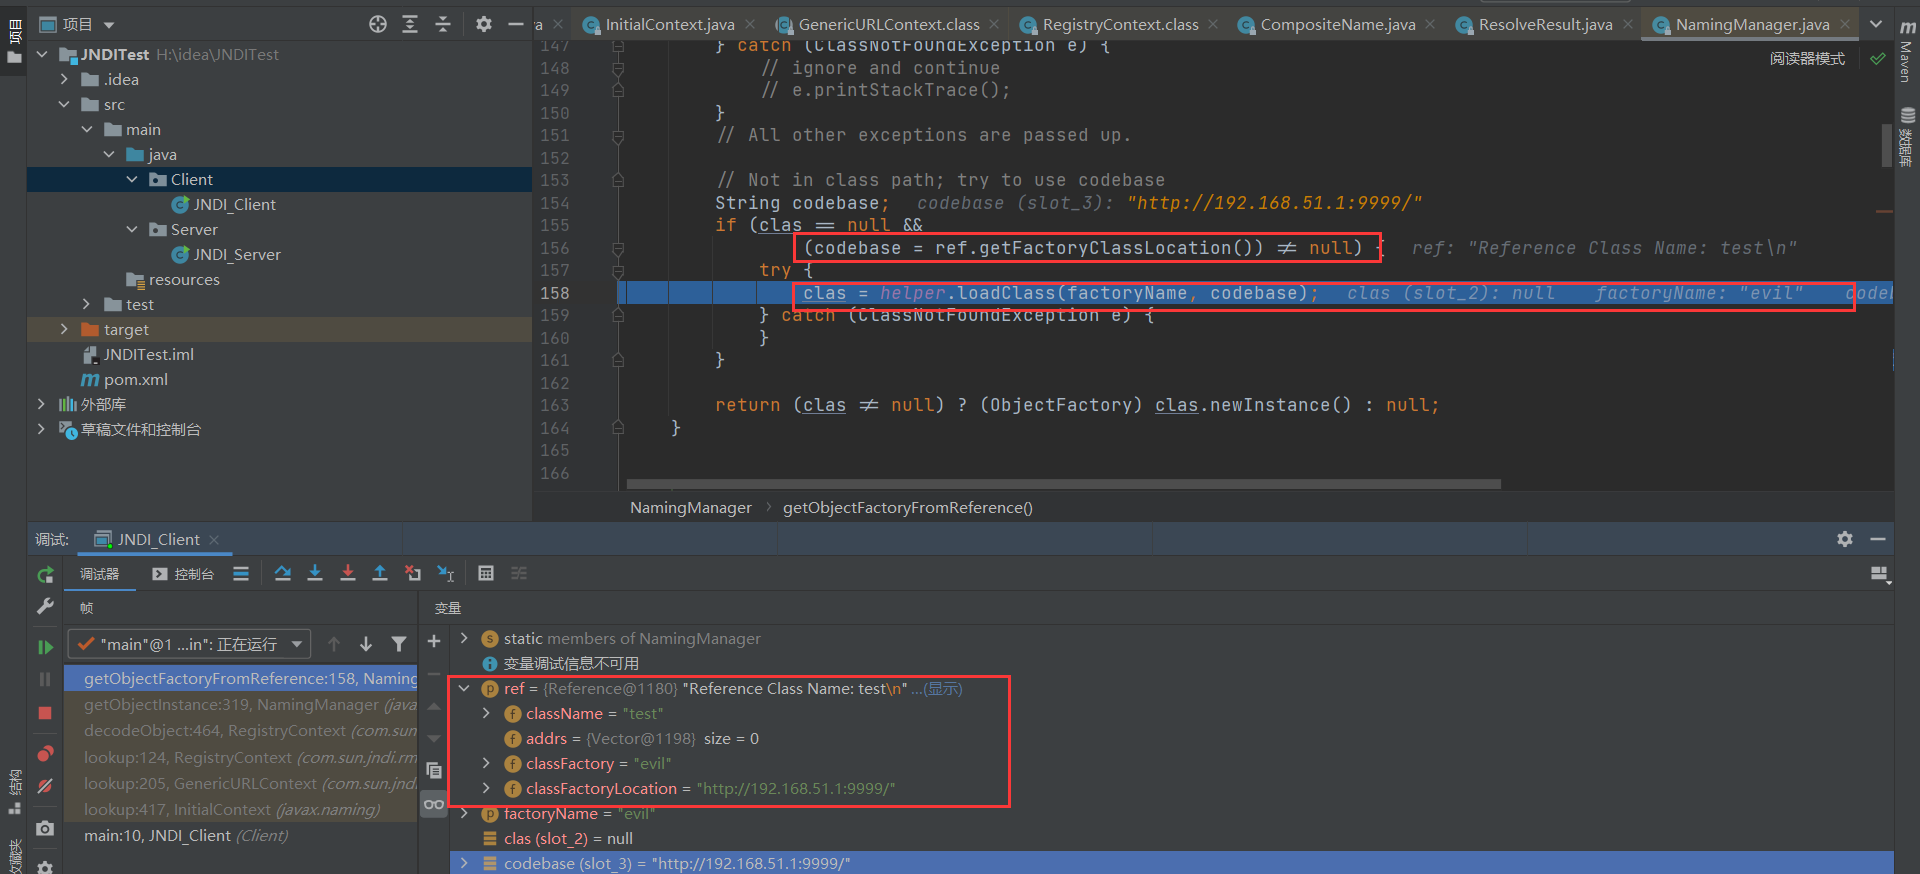 项目
JNDITest H:\idea\JNDITest
.idea
src
main
java
Client
JNDI_Client
Server
JNDI_Server
resources
test
target
JNDITest.iml
pom.xml
外部库
草稿文件和控制台
项目
结构
收藏夹
InitialContext.java
GenericURLContext.class
RegistryContext.class
CompositeName.java
ResolveResult.java
NamingManager.java
Maven
数据库
阅读器模式
147 } catch (ClassNotFoundException e) {
148 // ignore and continue
149 // e.printStackTrace();
150 }
151 // All other exceptions are passed up.
152
153 // Not in class path; try to use codebase
154 String codebase; codebase (slot_3): "http://192.168.51.1:9999/"
155 if (clas == null &&
156 (codebase = ref.getFactoryClassLocation()) != null) { ref: "Reference Class Name: test\n"
157 try {
158 clas = helper.loadClass(factoryName, codebase); clas (slot_2): null factoryName: "evil"
159 } catch (ClassNotFoundException e) {
160 }
161 }
162
163 return (clas != null) ? (ObjectFactory) clas.newInstance() : null;
164 }
165
166
NamingManager > getObjectFactoryFromReference()
调试: JNDI_Client
调试器 控制台
帧
"main"@1 ...in": 正在运行
getObjectFactoryFromReference:158, Naming
getObjectInstance:319, NamingManager (javax
decodeObject:464, RegistryContext (com.sun
lookup:124, RegistryContext (com.sun.jndi.rm
lookup:205, GenericURLContext (com.sun.jndi
lookup:417, InitialContext (javax.naming)
main:10, JNDI_Client (Client)
变量
static members of NamingManager
变量调试信息不可用
ref = {Reference@1180} "Reference Class Name: test\n" ...(显示)
className = "test"
addrs = {Vector@1198} size = 0
classFactory = "evil"
classFactoryLocation = "http://192.168.51.1:9999/"
factoryName = "evil"
clas (slot_2) = null
codebase (slot_3) = "http://192.168.51.1:9999/"